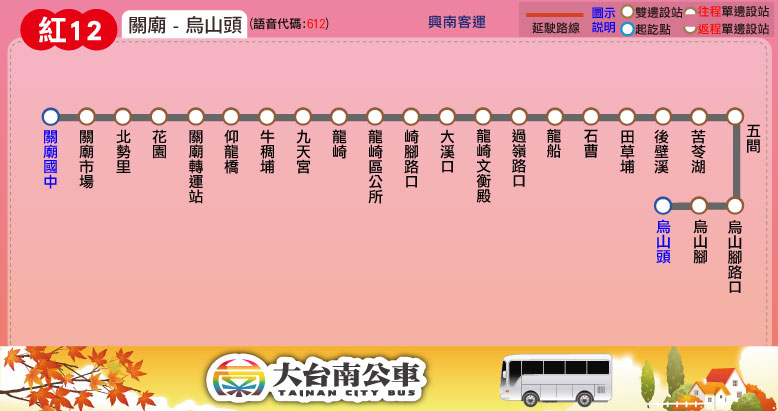 紅12
關廟 - 烏山頭 (語音代碼:612)
興南客運
延駛路線
圖示說明
雙邊設站
往程單邊設站
起訖點
返程單邊設站
關廟國中
關廟市場
北勢里
花園
關廟轉運站
仰龍橋
牛稠埔
九天宮
龍崎
龍崎區公所
崎腳路口
大溪口
龍崎文衡殿
過嶺路口
龍船
石曹
田草埔
後壁溪
苦苓湖
五間
烏山腳路口
烏山腳
烏山頭
大台南公車
TAINAN CITY BUS